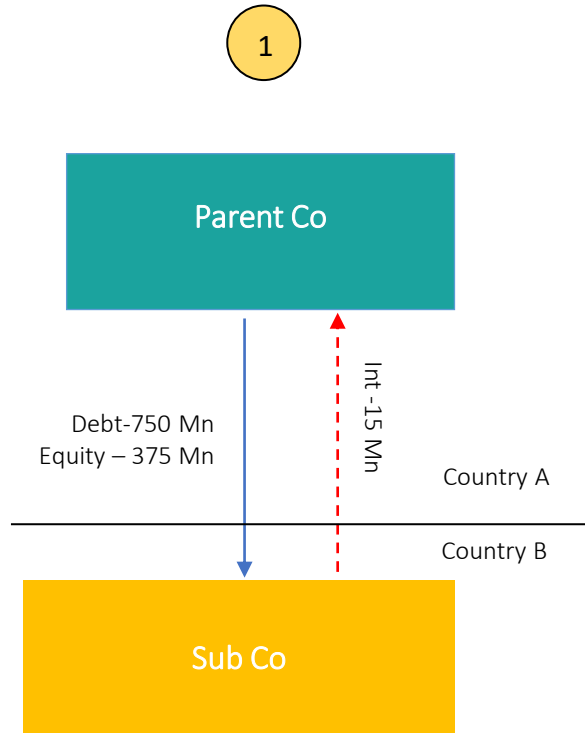 1
Parent Co
Debt-750 Mn
Equity – 375 Mn
Int -15 Mn
Country A
Country B
Sub Co